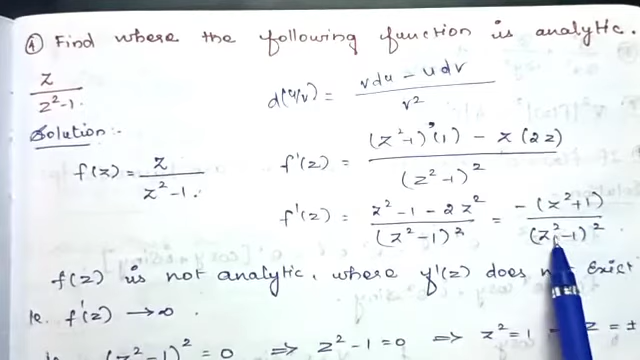 ④ Find where the following function is analytic.
z / z²-1.
d(u/v) = vdu - udv / v²
Solution:-
f(z) = z / z²-1.
f'(z) = (z²-1)(1) - z(2z) / (z²-1)²
f'(z) = z²-1-2z² / (z²-1)² = -(z²+1) / (z²-1)²
f(z) is not analytic, where f'(z) does exist
ie. f'(z) → ∞.
(z²-1)² = 0 ⇒ z²-1=0 ⇒ z²=1 z = ±